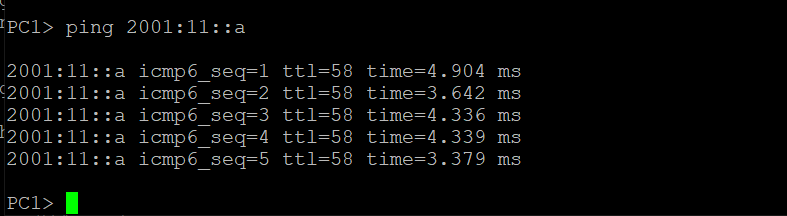 PC1> ping 2001:11::a
2001:11::a icmp6_seq=1 ttl=58 time=4.904 ms
2001:11::a icmp6_seq=2 ttl=58 time=3.642 ms
2001:11::a icmp6_seq=3 ttl=58 time=4.336 ms
2001:11::a icmp6_seq=4 ttl=58 time=4.339 ms
2001:11::a icmp6_seq=5 ttl=58 time=3.379 ms
PC1>